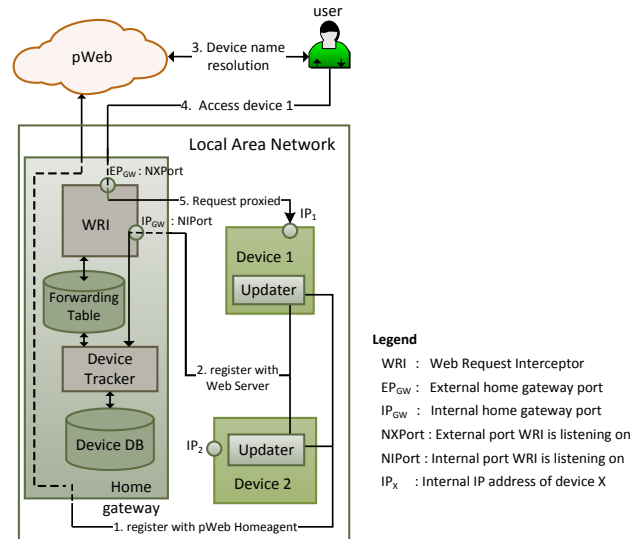 user
pWeb
3. Device name
resolution
4. Access device 1
Local Area Network
EPGW : NXPort
5. Request proxied
IP1
WRI
IPGW : NIPort
Device 1
Updater
Forwarding
Table
Device
Tracker
2. register with
Web Server
Device DB
IP2
Updater
Device 2
Home
gateway
1. register with pWeb Homeagent
Legend
WRI : Web Request Interceptor
EPGW : External home gateway port
IPGW : Internal home gateway port
NXPort : External port WRI is listening on
NIPort : Internal port WRI is listening on
IPX : Internal IP address of device X